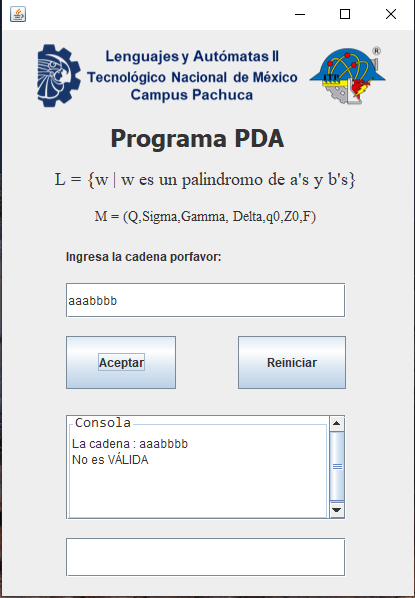 Lenguajes y Autómatas II
Tecnológico Nacional de México
Campus Pachuca
Programa PDA
L = {w | w es un palindromo de a's y b's}
M = (Q,Sigma,Gamma, Delta,q0,Z0,F)
Ingresa la cadena porfavor:
aaabbbb
Aceptar
Reiniciar
Consola
La cadena : aaabbbb
No es VÁLIDA